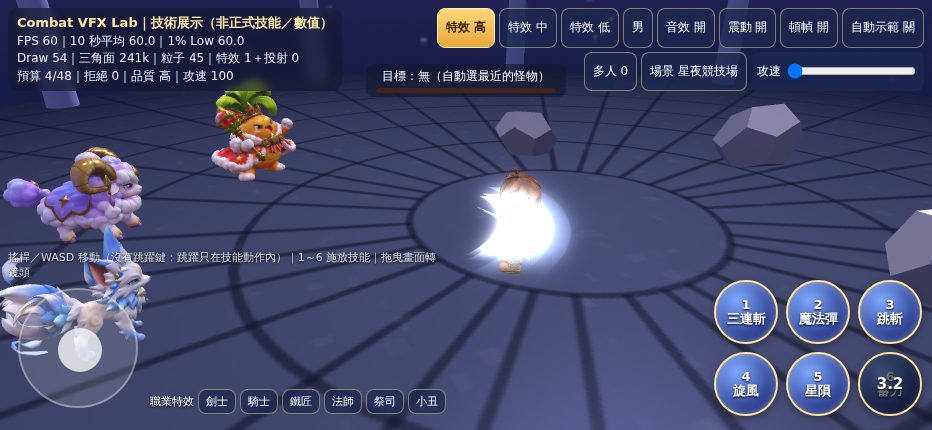 Combat VFX Lab｜技術展示（非正式技能／數值）
FPS 60｜10 秒平均 60.0｜1% Low 60.0
Draw 54｜三角面 241k｜粒子 45｜特效 1＋投射 0
預算 4/48｜拒絕 0｜品質 高｜攻速 100
特效 高
特效 中
特效 低
男
音效 開
震動 開
頓幀 開
自動示範 關
目標：無（自動選最近的怪物）
多人 0
場景 星夜競技場
攻速
搖桿／WASD 移動（沒有跳躍鍵；跳躍只在技能動作內）｜1～6 施放技能｜拖曳畫面轉
鏡頭
1
三連斬
2
魔法彈
3
跳斬
4
旋風
5
星隕
6
3.2
職業特效
劍士
騎士
鐵匠
法師
祭司
小丑